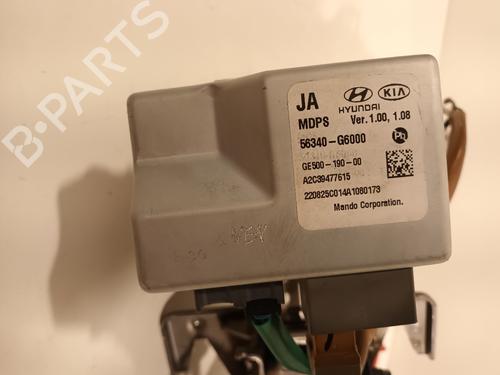 JA
HYUNDAI
KIA
MDPS
Ver. 1.00, 1.08
56340-G6000
GE500-190-00
A2C39477615
220825C014A1080173
Mando Corporation.
B-PARTS